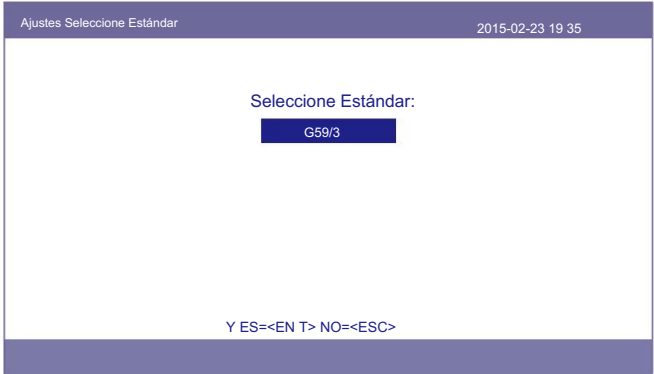 Ajustes Seleccione Estándar
2015-02-23 19 35
Seleccione Estándar:
G59/3
Y ES=<EN T> NO=<ESC>